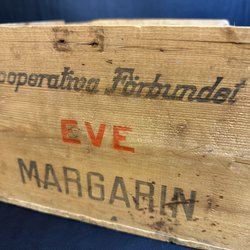 ooperativa Förbundet
EVE
MARGARIN